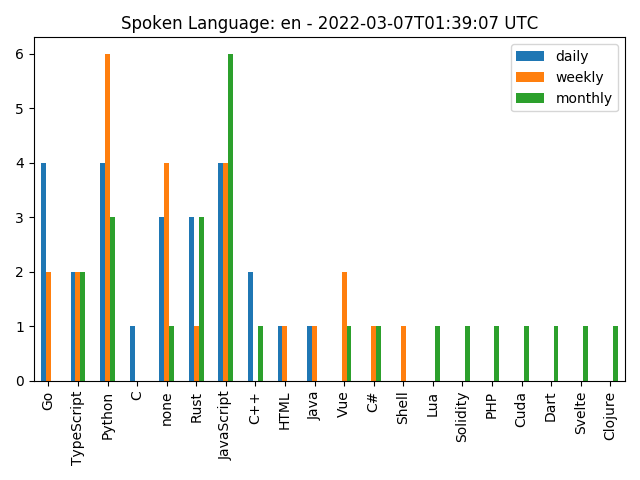 Spoken Language: en - 2022-03-07T01:39:07 UTC
daily
weekly
monthly
6
5
4
3
2
1
0
Go
TypeScript
Python
C
none
Rust
JavaScript
C++
HTML
Java
Vue
C#
Shell
Lua
Solidity
PHP
Cuda
Dart
Svelte
Clojure